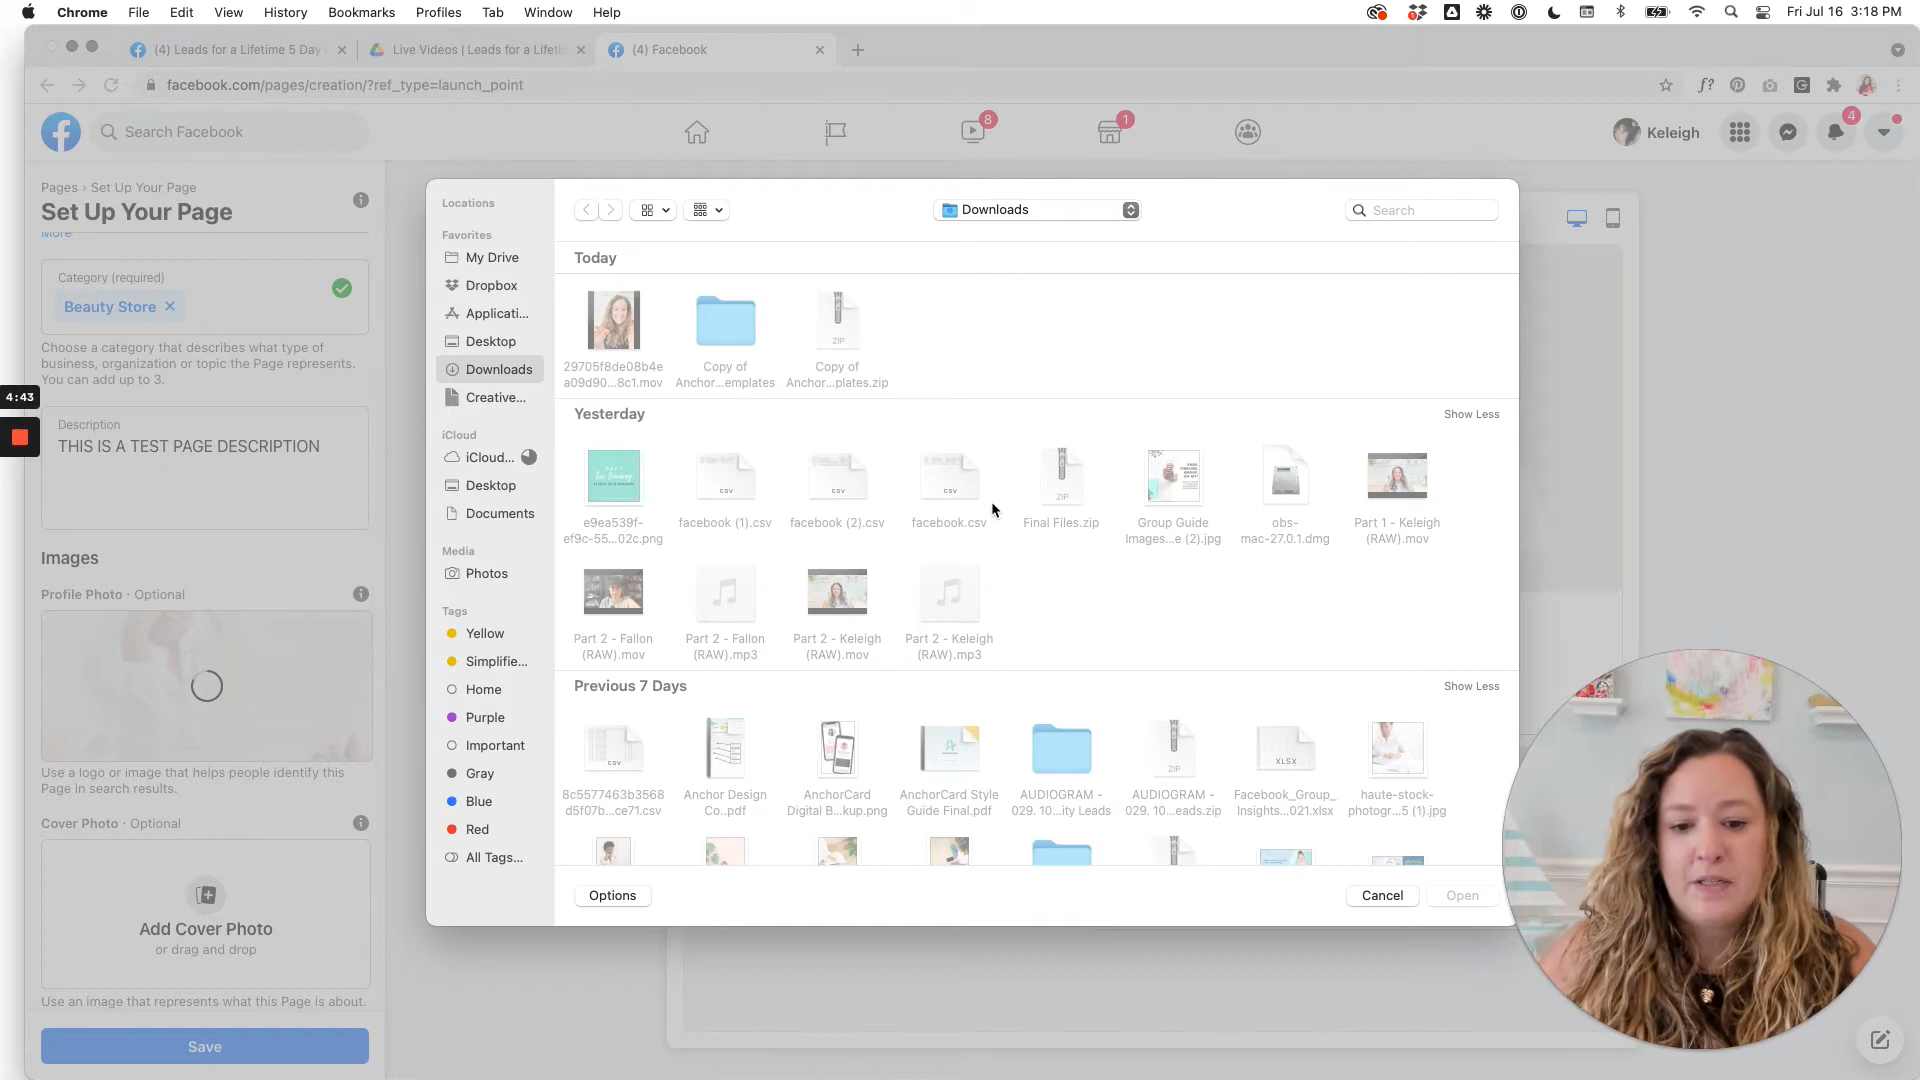 Chrome File Edit View History Bookmarks Profiles Tab Window Help
Fri Jul 16 3:18 PM
(4) Leads for a Lifetime 5 Day
Live Videos | Leads for a Lifeti
(4) Facebook
facebook.com/pages/creation/?ref_type=launch_point
Search Facebook
8
1
Keleigh
4
Pages › Set Up Your Page
Set Up Your Page
More
Category (required)
Beauty Store
Choose a category that describes what type of
business, organization or topic the Page represents.
You can add up to 3.
4:43
Description
THIS IS A TEST PAGE DESCRIPTION
Images
Profile Photo · Optional
Use a logo or image that helps people identify this
Page in search results.
Cover Photo · Optional
Add Cover Photo
or drag and drop
Use an image that represents what this Page is about.
Save
Locations
Favorites
My Drive
Dropbox
Applicati...
Desktop
Downloads
Creative...
iCloud
iCloud...
Desktop
Documents
Media
Photos
Tags
Yellow
Simplifie...
Home
Purple
Important
Gray
Blue
Red
All Tags...
Downloads
Search
Today
ZIP
29705f8de08b4e
a09d90...8c1.mov
Copy of
Anchor...emplates
Copy of
Anchor...plates.zip
Yesterday
Show Less
CSV CSV CSV ZIP
e9ea539f-
ef9c-55...02c.png
facebook (1).csv
facebook (2).csv
facebook.csv
Final Files.zip
Group Guide
Images...e (2).jpg
obs-
mac-27.0.1.dmg
Part 1 - Keleigh
(RAW).mov
Part 2 - Fallon
(RAW).mov
Part 2 - Fallon
(RAW).mp3
Part 2 - Keleigh
(RAW).mov
Part 2 - Keleigh
(RAW).mp3
Previous 7 Days
Show Less
CSV ZIP XLSX
8c5577463b3568
d5f07b...ce71.csv
Anchor Design
Co..pdf
AnchorCard
Digital B...kup.png
AnchorCard Style
Guide Final.pdf
AUDIOGRAM -
029. 10...ity Leads
AUDIOGRAM -
029. 10...eads.zip
Facebook_Group_
Insights...021.xlsx
haute-stock-
photogr...5 (1).jpg
Options
Cancel
Open